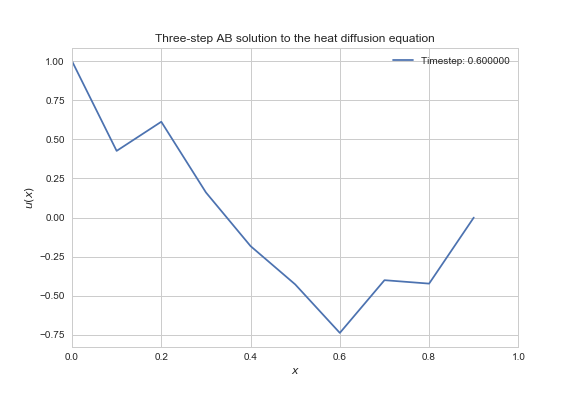 Three-step AB solution to the heat diffusion equation
Timestep: 0.600000
1.00
0.75
0.50
0.25
0.00
−0.25
−0.50
−0.75
u(x)
0.0 0.2 0.4 0.6 0.8 1.0
x